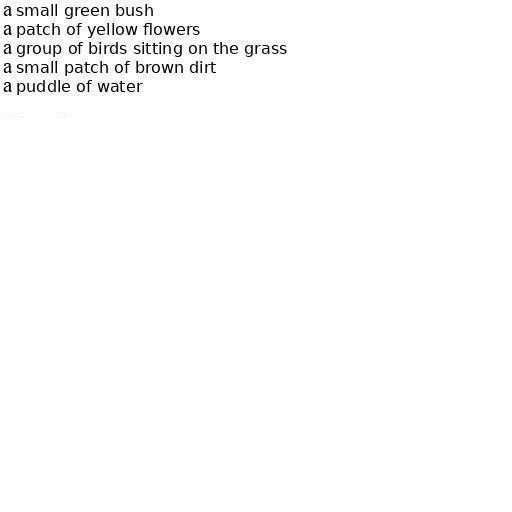 a small green bush
a patch of yellow flowers
a group of birds sitting on the grass
a small patch of brown dirt
a puddle of water